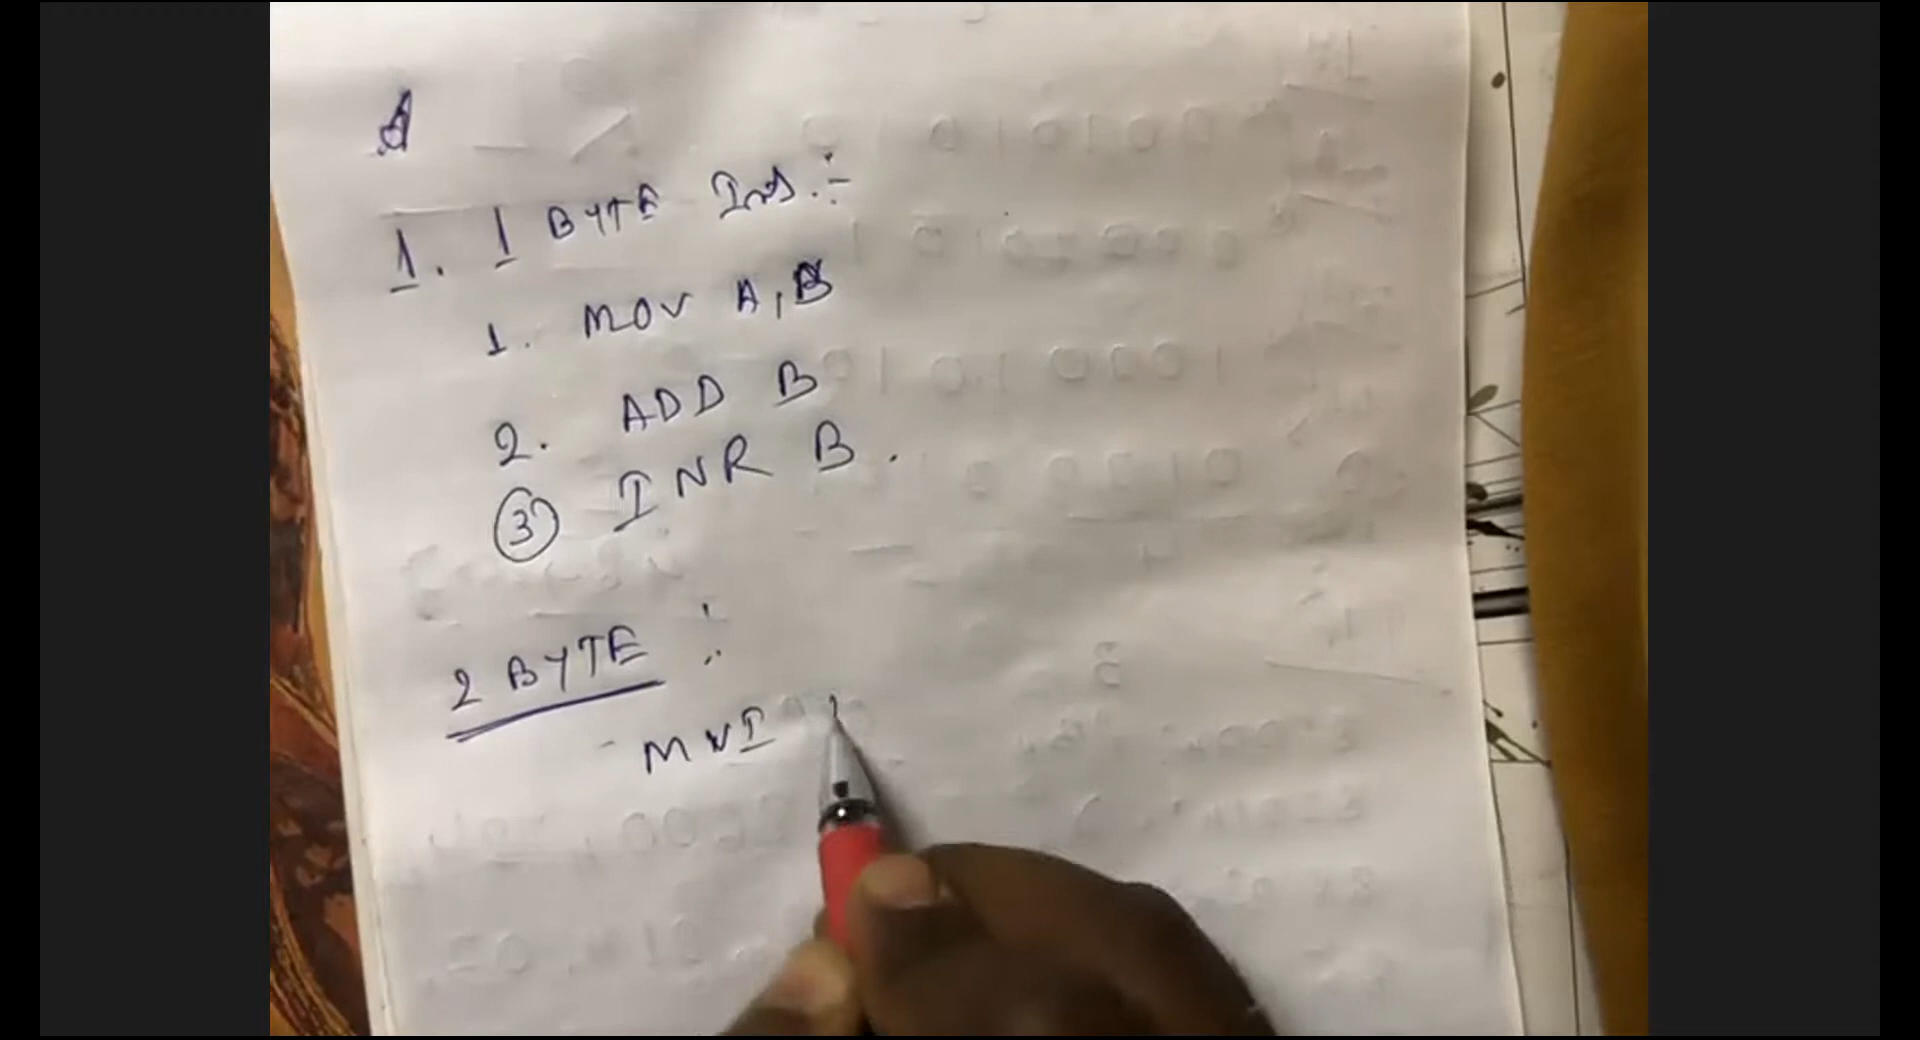 1. 1 BYTE Ins.:-
1. MOV A,B
2. ADD B
3 INR B.
2 BYTE :
- MVI